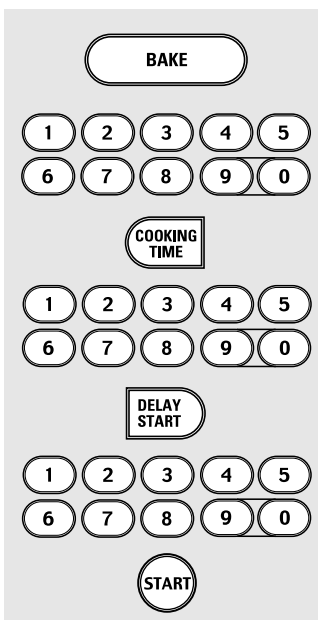 BAKE
1 2 3 4 5
6 7 8 9 0
COOKING
TIME
1 2 3 4 5
6 7 8 9 0
DELAY
START
1 2 3 4 5
6 7 8 9 0
START